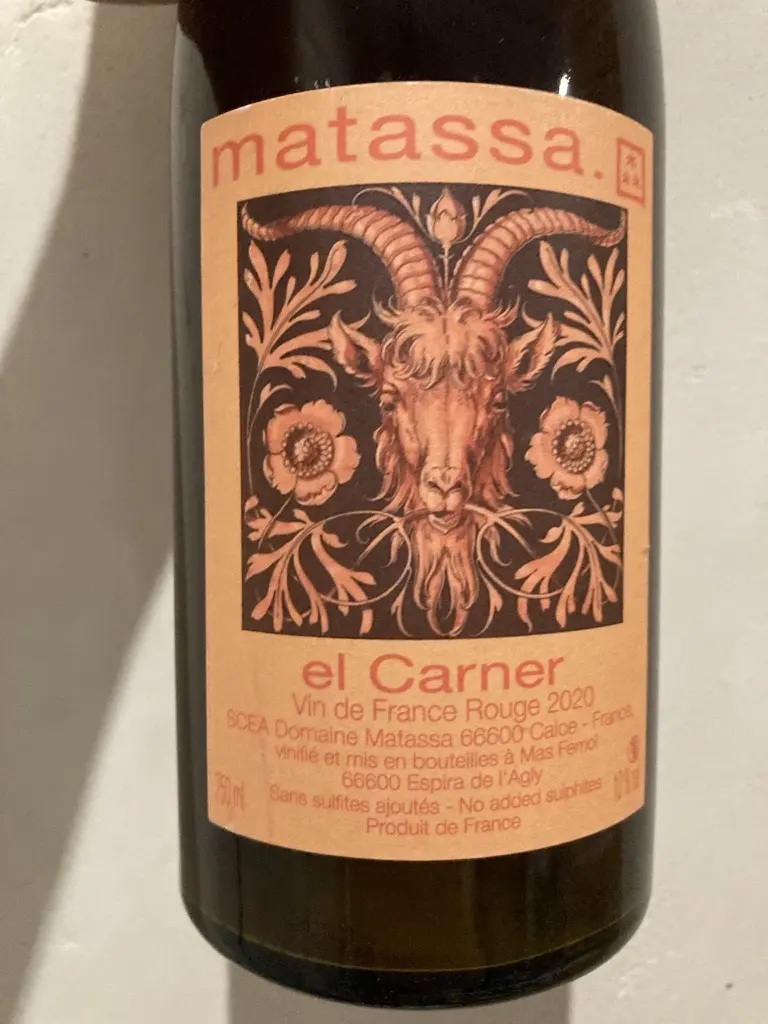 matassa.
el Carner
Vin de France Rouge 2020
SCEA Domaine Matassa 66600 Calce - France,
vinifié et mis en bouteilles à Mas Ferriol
66600 Espira de l'Agly
750 ml
Sans sulfites ajoutés - No added sulphites
Produit de France